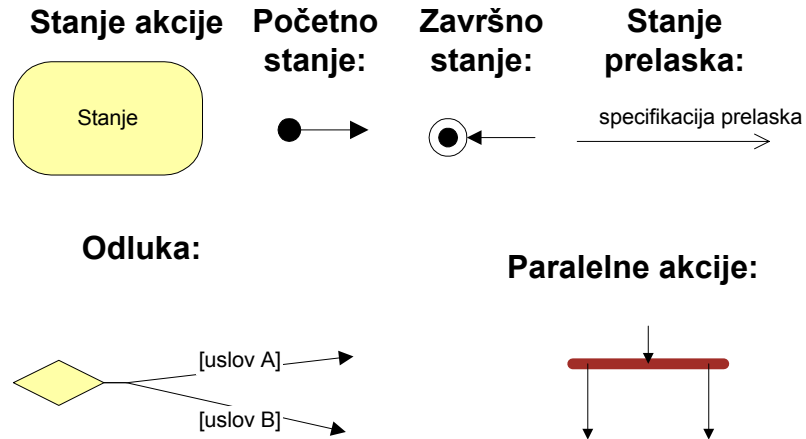 Stanje akcije
Početno
stanje:
Završno
stanje:
Stanje
prelaska:
Stanje
specifikacija prelaska
Odluka:
Paralelne akcije:
[uslov A]
[uslov B]